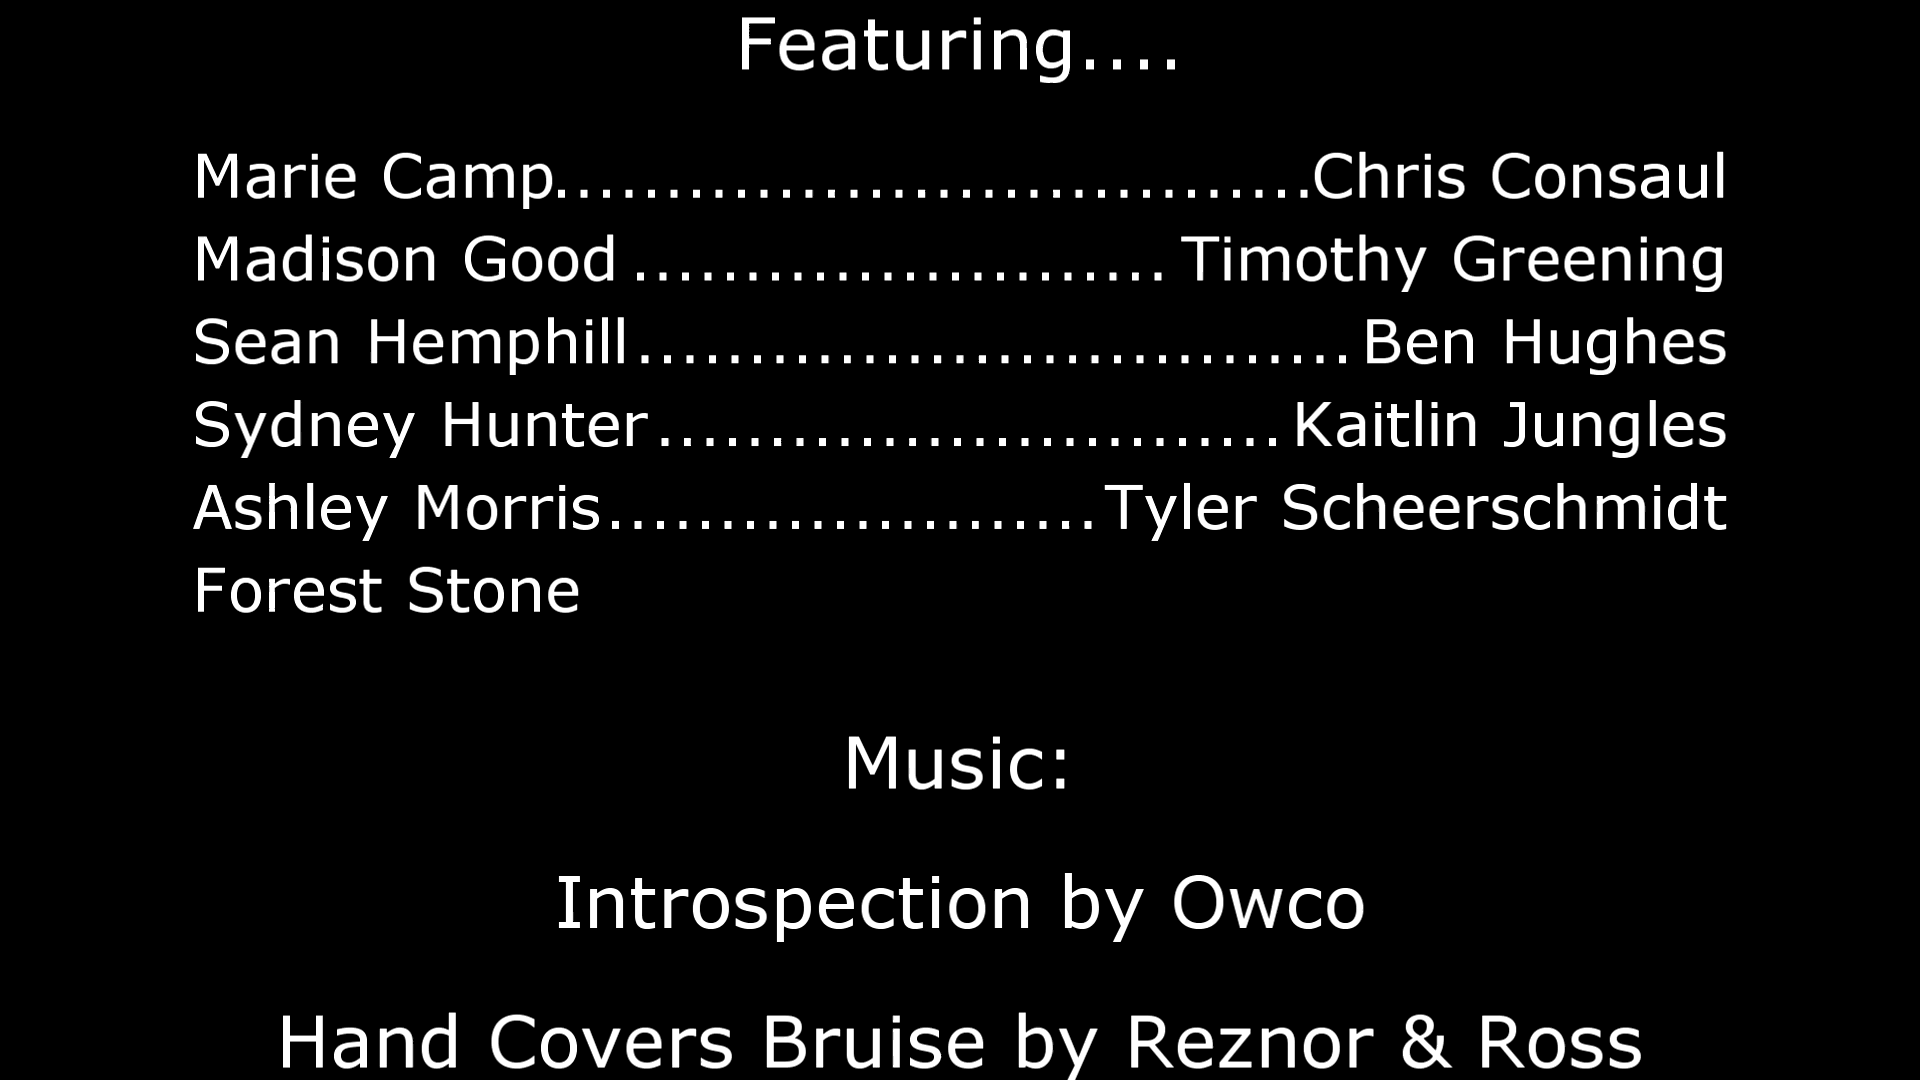 Featuring....
Marie Camp..................................Chris Consaul
Madison Good ........................ Timothy Greening
Sean Hemphill................................ Ben Hughes
Sydney Hunter............................ Kaitlin Jungles
Ashley Morris...................... Tyler Scheerschmidt
Forest Stone
Music:
Introspection by Owco
Hand Covers Bruise by Reznor & Ross